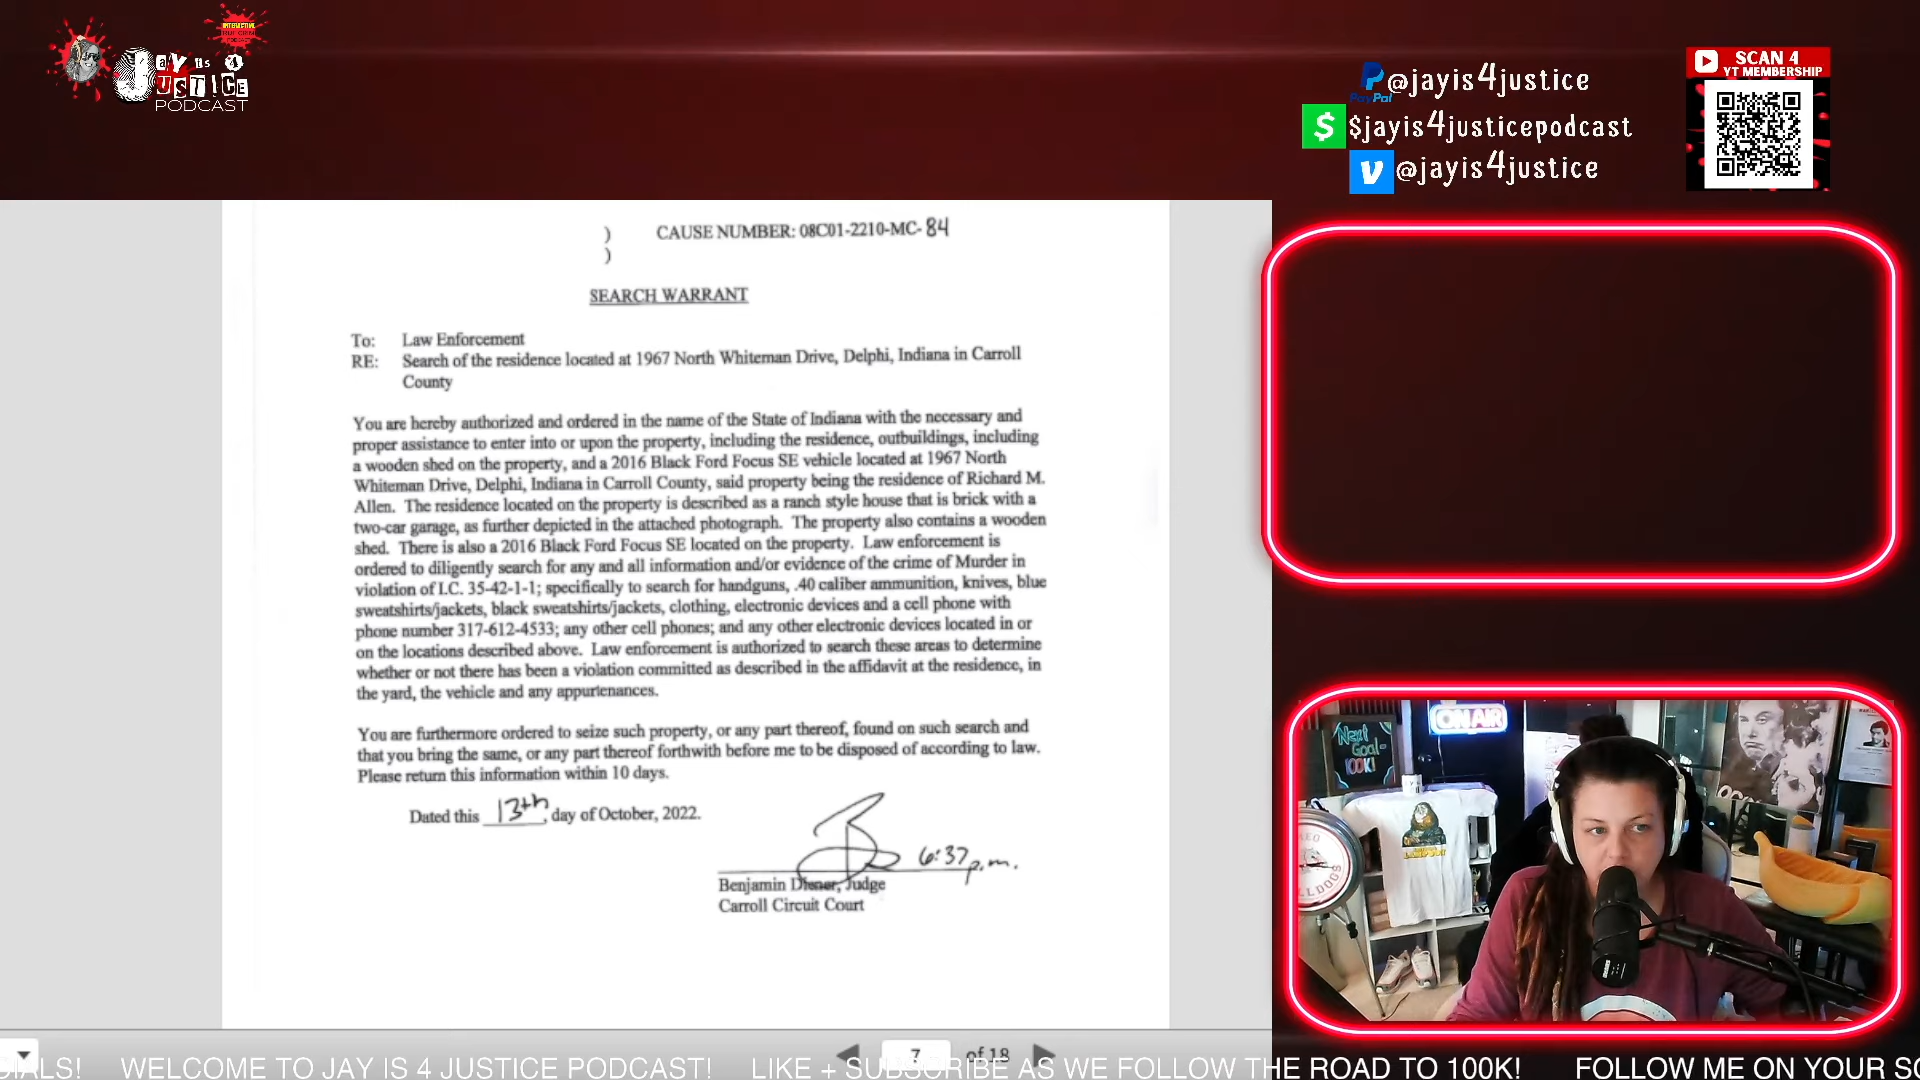 INTERACTIVE
TRUE CRIME
PODCAST
Jay is 4
JUSTICE
PODCAST
PayPal
@jayis4justice
$jayis4justicepodcast
@jayis4justice
SCAN 4
YT MEMBERSHIP
) CAUSE NUMBER: 08C01-2210-MC-84
)
SEARCH WARRANT
To: Law Enforcement
RE: Search of the residence located at 1967 North Whiteman Drive, Delphi, Indiana in Carroll
County
You are hereby authorized and ordered in the name of the State of Indiana with the necessary and
proper assistance to enter into or upon the property, including the residence, outbuildings, including
a wooden shed on the property, and a 2016 Black Ford Focus SE vehicle located at 1967 North
Whiteman Drive, Delphi, Indiana in Carroll County, said property being the residence of Richard M.
Allen. The residence located on the property is described as a ranch style house that is brick with a
two-car garage, as further depicted in the attached photograph. The property also contains a wooden
shed. There is also a 2016 Black Ford Focus SE located on the property. Law enforcement is
ordered to diligently search for any and all information and/or evidence of the crime of Murder in
violation of I.C. 35-42-1-1; specifically to search for handguns, .40 caliber ammunition, knives, blue
sweatshirts/jackets, black sweatshirts/jackets, clothing, electronic devices and a cell phone with
phone number 317-612-4533; any other cell phones; and any other electronic devices located in or
on the locations described above. Law enforcement is authorized to search these areas to determine
whether or not there has been a violation committed as described in the affidavit at the residence, in
the yard, the vehicle and any appurtenances.
You are furthermore ordered to seize such property, or any part thereof, found on such search and
that you bring the same, or any part thereof forthwith before me to be disposed of according to law.
Please return this information within 10 days.
Dated this 13th, day of October, 2022.
6:37 p.m.
Benjamin Diener, Judge
Carroll Circuit Court
ON AIR
Next
Goal-
100K!
7 of 18
CIALS! WELCOME TO JAY IS 4 JUSTICE PODCAST! LIKE + SUBSCRIBE AS WE FOLLOW THE ROAD TO 100K! FOLLOW ME ON YOUR SO